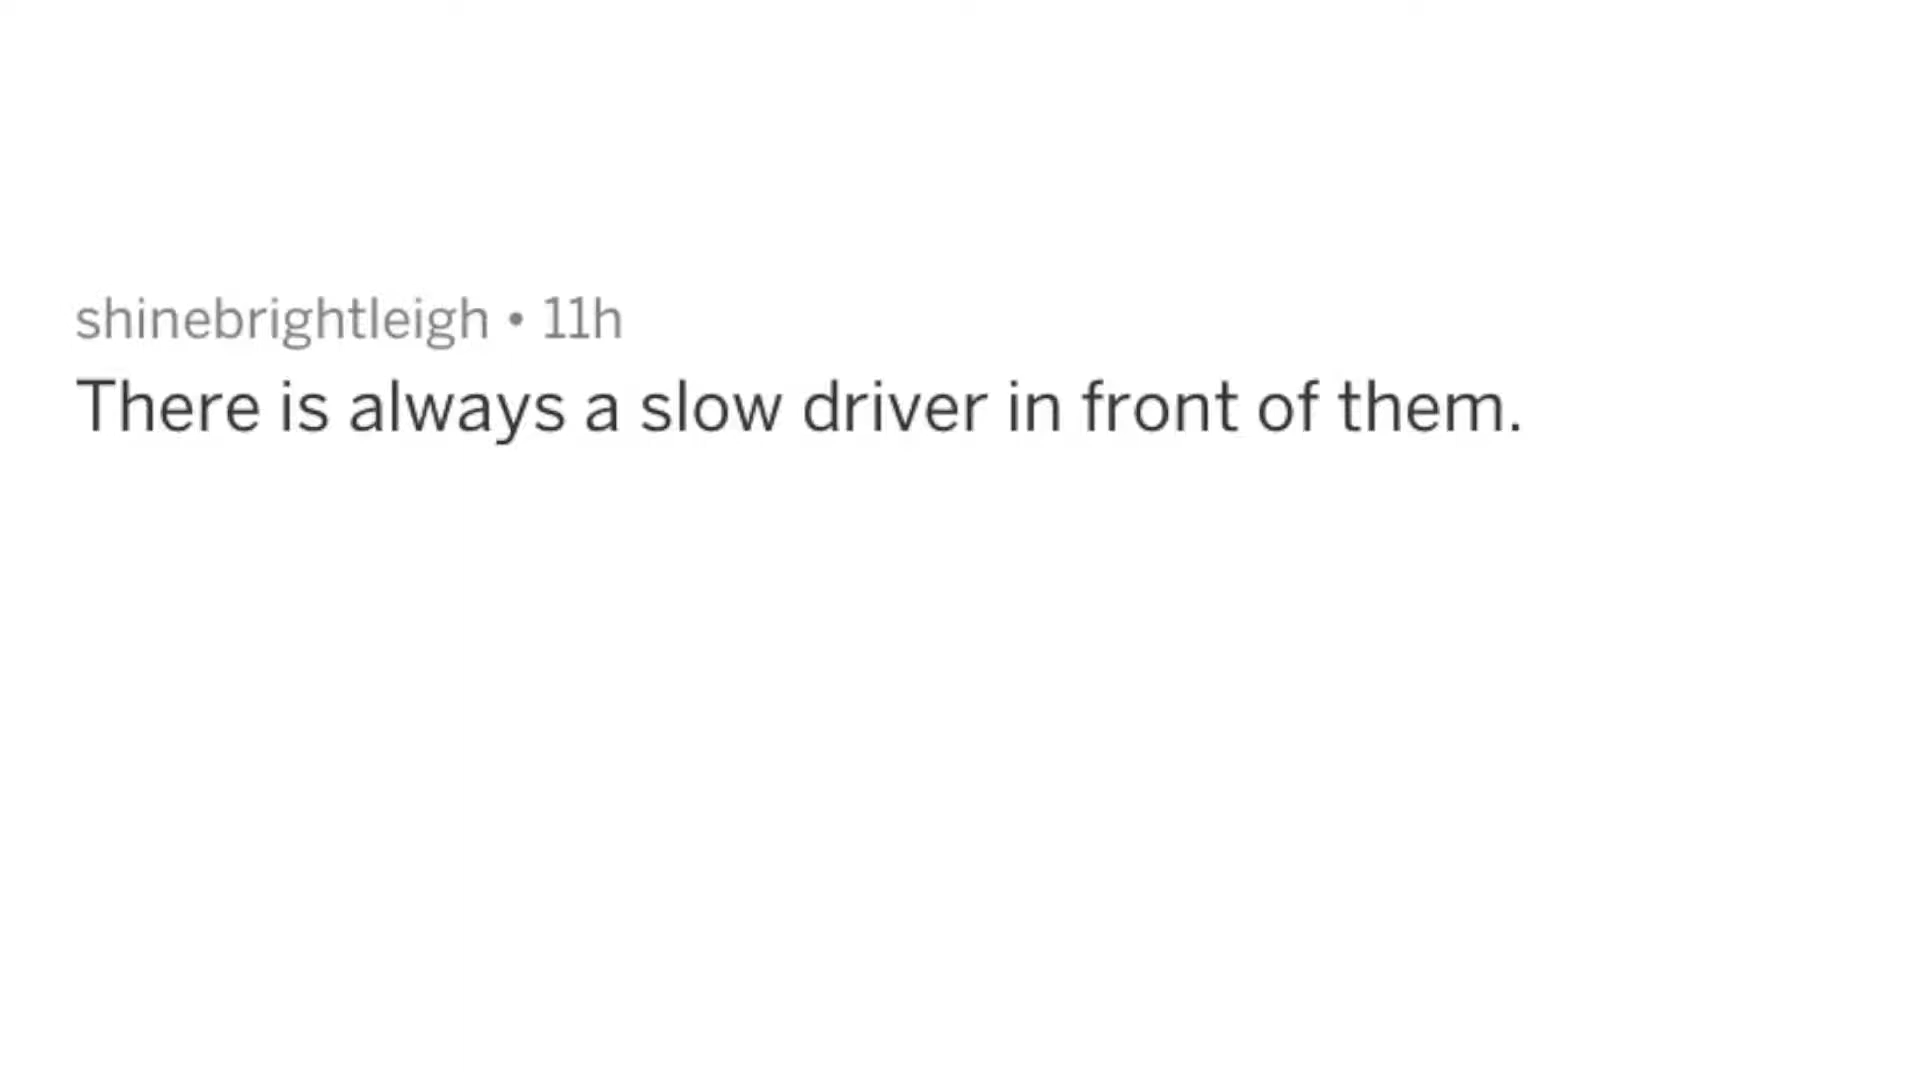 shinebrightleigh • 11h
There is always a slow driver in front of them.